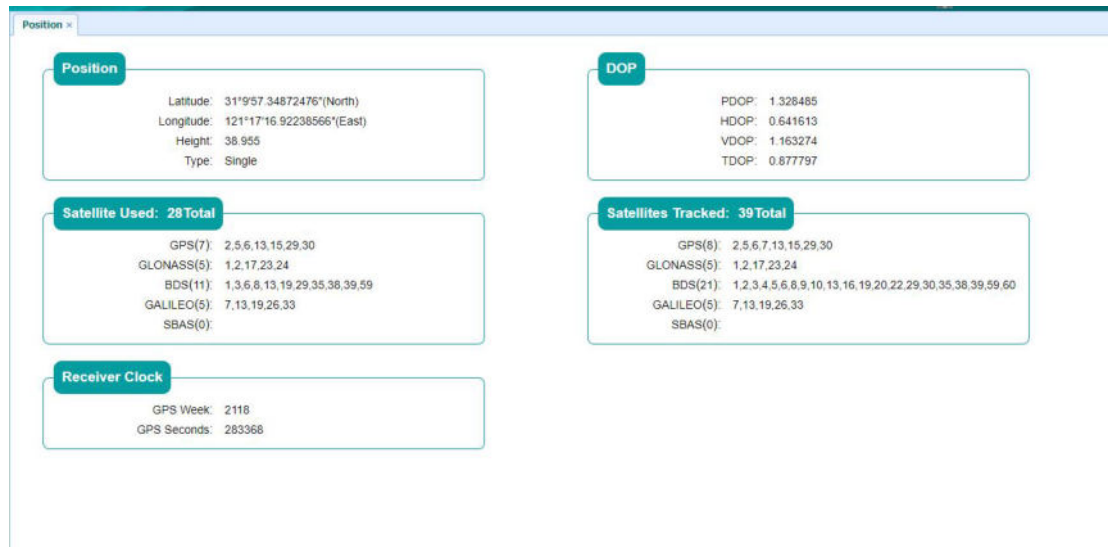 Position ×
Position
Latitude: 31°9'57.34872476"(North)
Longitude: 121°17'16.92238566"(East)
Height: 38.955
Type: Single
DOP
PDOP: 1.328485
HDOP: 0.641613
VDOP: 1.163274
TDOP: 0.877797
Satellite Used: 28Total
GPS(7): 2,5,6,13,15,29,30
GLONASS(5): 1,2,17,23,24
BDS(11): 1,3,6,8,13,19,29,35,38,39,59
GALILEO(5): 7,13,19,26,33
SBAS(0):
Satellites Tracked: 39Total
GPS(8): 2,5,6,7,13,15,29,30
GLONASS(5): 1,2,17,23,24
BDS(21): 1,2,3,4,5,6,8,9,10,13,16,19,20,22,29,30,35,38,39,59,60
GALILEO(5): 7,13,19,26,33
SBAS(0):
Receiver Clock
GPS Week: 2118
GPS Seconds: 283368